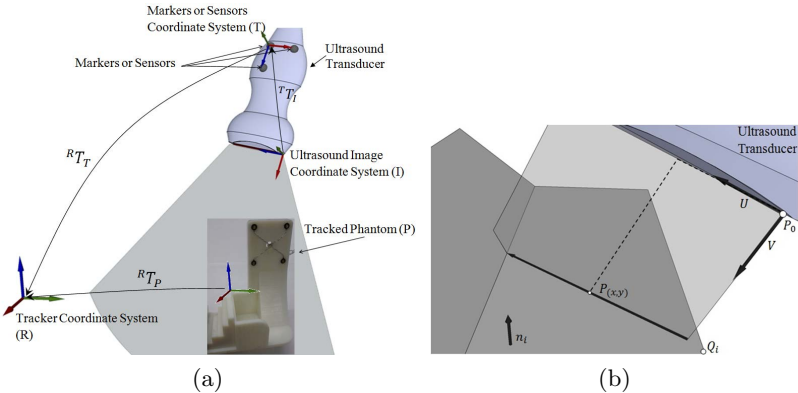 Markers or Sensors
Coordinate System (T)
Markers or Sensors
Ultrasound
Transducer
ᵀT_I
ᴿT_T
Ultrasound Image
Coordinate System (I)
Tracked Phantom (P)
ᴿT_P
Tracker Coordinate System
(R)
(a)
Ultrasound
Transducer
U
P₀
V
P_(x,y)
n_i
Q_i
(b)